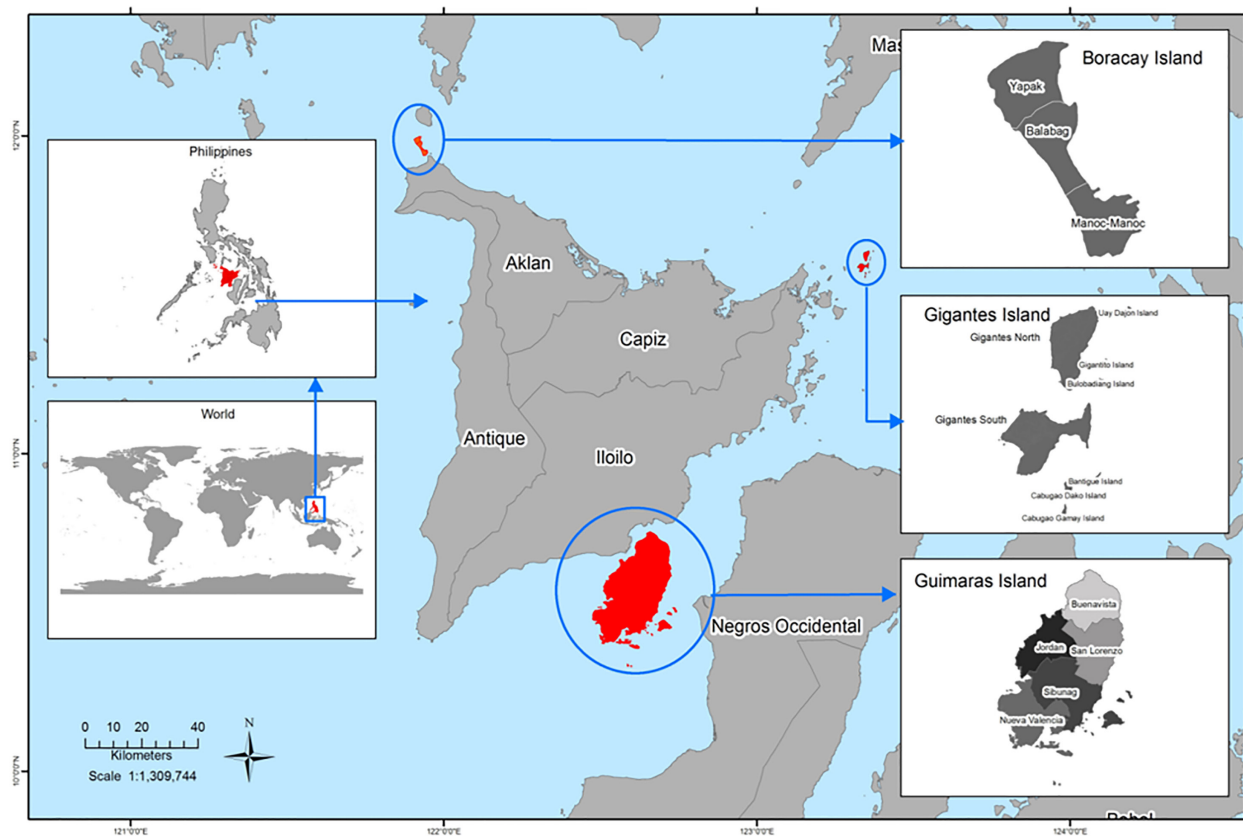 Mas
Boracay Island
Yapak
Balabag
Manoc-Manoc
12°0'0"N
Philippines
Aklan
Capiz
Gigantes Island
Uay Dajon Island
Gigantes North
Gigantito Island
Bulobadiang Island
Gigantes South
Bantigue Island
Cabugao Dako Island
Cabugao Gamay Island
World
Antique
Iloilo
11°0'0"N
Guimaras Island
Buenavista
Jordan
San Lorenzo
Sibunag
Nueva Valencia
Negros Occidental
0 10 20 40
Kilometers
Scale 1:1,309,744
N
10°0'0"N
121°0'0"E
122°0'0"E
123°0'0"E
124°0'0"E